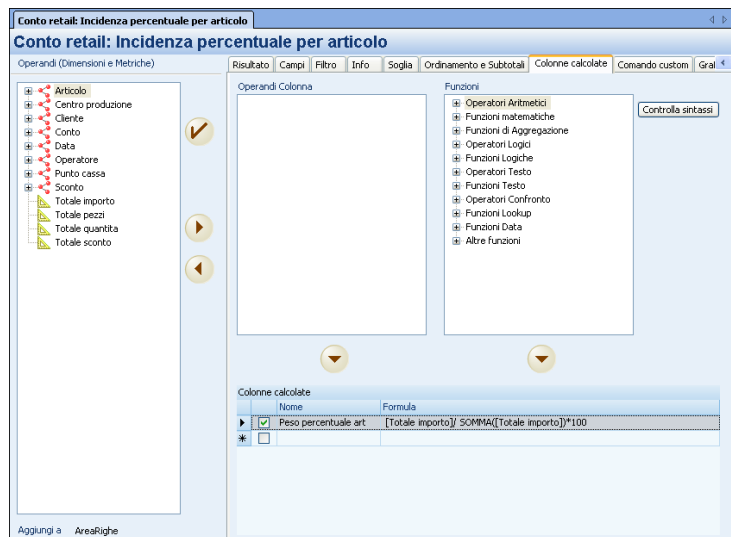 Conto retail: Incidenza percentuale per articolo
Conto retail: Incidenza percentuale per articolo
Operandi (Dimensioni e Metriche)
Risultato Campi Filtro Info Soglia Ordinamento e Subtotali Colonne calcolate Comando custom
Articolo
Centro produzione
Cliente
Conto
Data
Operatore
Punto cassa
Sconto
Totale importo
Totale pezzi
Totale quantita
Totale sconto
Operandi Colonna
Funzioni
Operatori Aritmetici
Funzioni matematiche
Funzioni di Aggregazione
Operatori Logici
Funzioni Logiche
Operatori Testo
Funzioni Testo
Operatori Confronto
Funzioni Lookup
Funzioni Data
Altre funzioni
Controlla sintassi
Colonne calcolate
Nome Formula
Peso percentuale art [Totale importo]/ SOMMA([Totale importo])*100
Aggiungi a AreaRighe